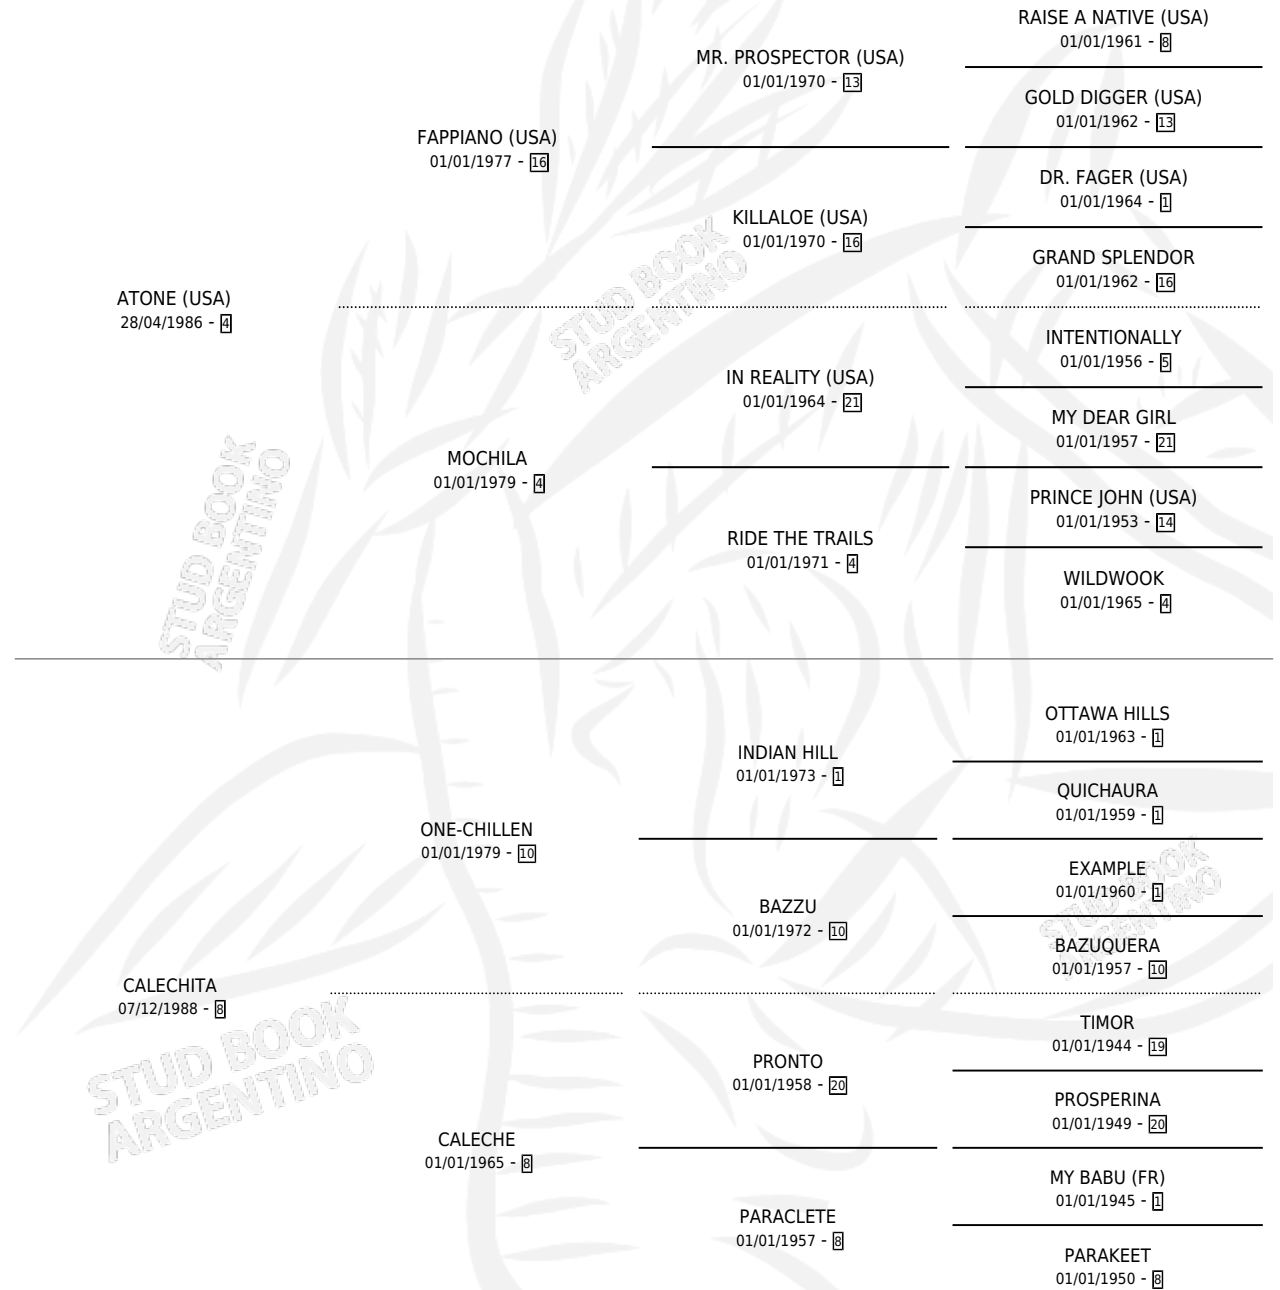 RAISE A NATIVE (USA)
01/01/1961 - 8
MR. PROSPECTOR (USA)
01/01/1970 - 13
GOLD DIGGER (USA)
01/01/1962 - 13
FAPPIANO (USA)
01/01/1977 - 16
DR. FAGER (USA)
01/01/1964 - 1
KILLALOE (USA)
01/01/1970 - 16
GRAND SPLENDOR
01/01/1962 - 16
ATONE (USA)
28/04/1986 - 4
INTENTIONALLY
01/01/1956 - 5
IN REALITY (USA)
01/01/1964 - 21
MY DEAR GIRL
01/01/1957 - 21
MOCHILA
01/01/1979 - 4
PRINCE JOHN (USA)
01/01/1953 - 14
RIDE THE TRAILS
01/01/1971 - 4
WILDWOOK
01/01/1965 - 4
OTTAWA HILLS
01/01/1963 - 1
INDIAN HILL
01/01/1973 - 1
QUICHAURA
01/01/1959 - 1
ONE-CHILLEN
01/01/1979 - 10
EXAMPLE
01/01/1960 - 1
BAZZU
01/01/1972 - 10
BAZUQUERA
01/01/1957 - 10
CALECHITA
07/12/1988 - 8
TIMOR
01/01/1944 - 19
PRONTO
01/01/1958 - 20
PROSPERINA
01/01/1949 - 20
CALECHE
01/01/1965 - 8
MY BABU (FR)
01/01/1945 - 1
PARACLETE
01/01/1957 - 8
PARAKEET
01/01/1950 - 8
STUD BOOK
ARGENTINO
STUD BOOK
ARGENTINO
STUD BOOK
ARGENTINO
STUD BOOK
ARGENTINO